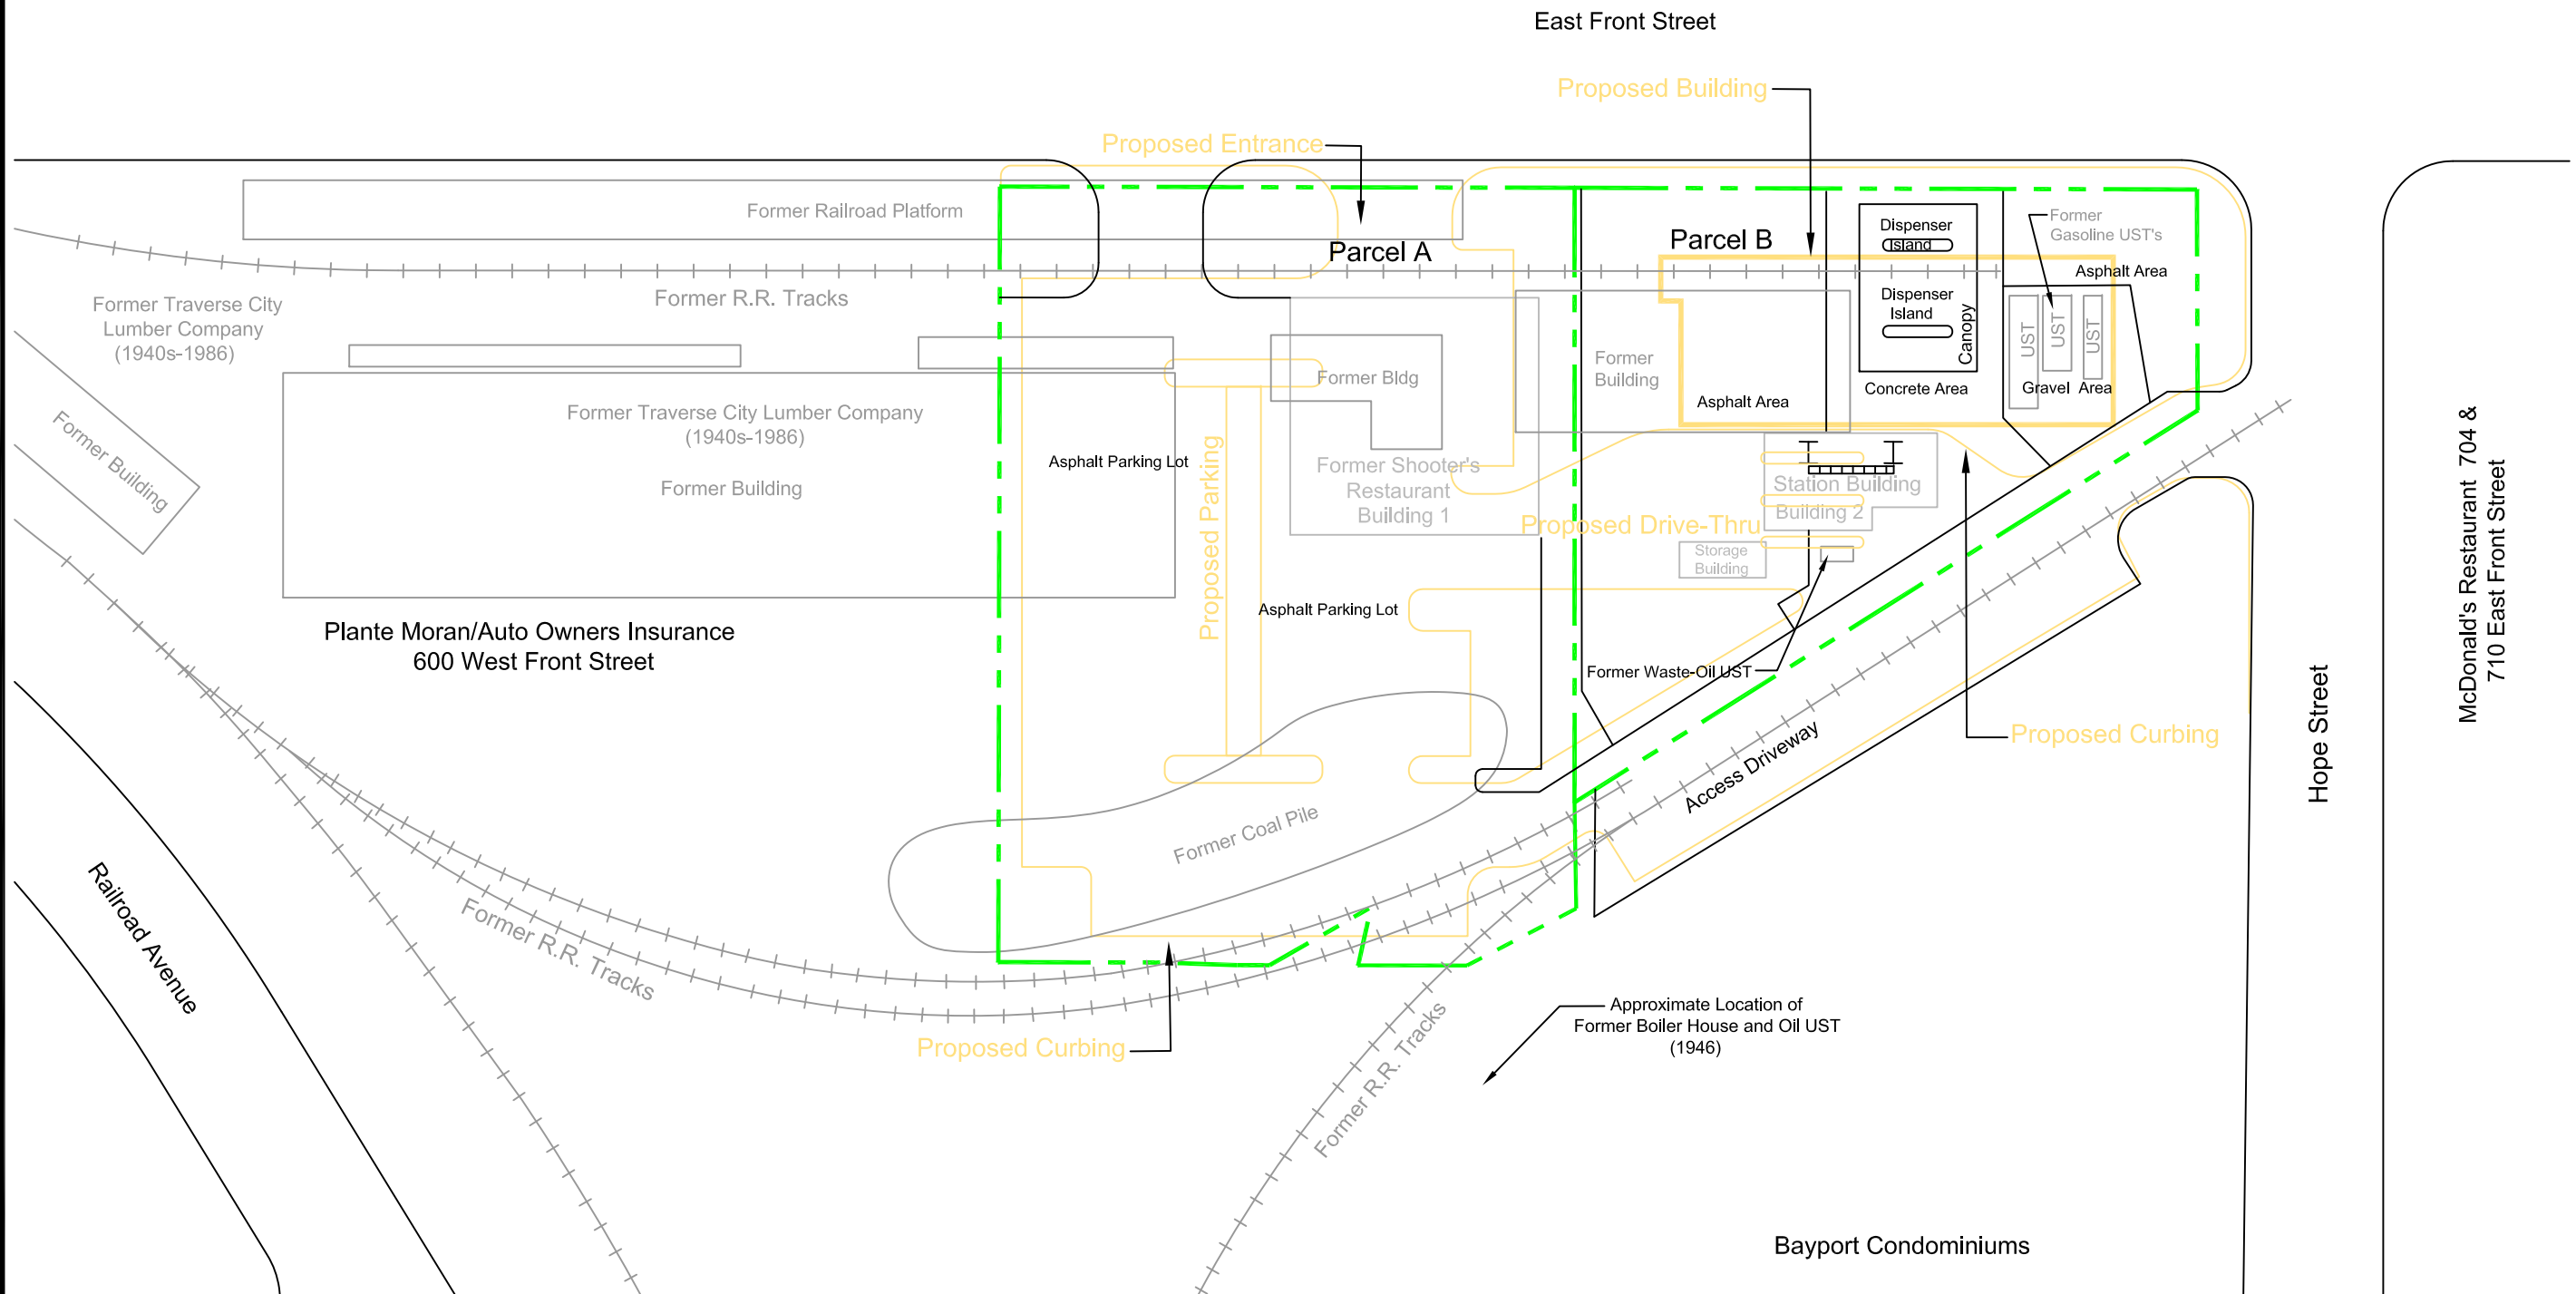 East Front Street
Proposed Building
Proposed Entrance
Former Railroad Platform
Parcel A
Parcel B
Dispenser
Island
Former
Gasoline UST's
Asphalt Area
Former R.R. Tracks
Former Traverse City
Lumber Company
(1940s-1986)
Dispenser
Island
Canopy
UST
UST
UST
Former
Building
Former Bldg
Concrete Area
Gravel Area
Asphalt Area
Former Traverse City Lumber Company
(1940s-1986)
Former Building
Former Building
Asphalt Parking Lot
Proposed Parking
Former Shooter's
Restaurant
Building 1
Station Building
Building 2
Proposed Drive-Thru
Storage
Building
McDonald's Restaurant 704 &
710 East Front Street
Asphalt Parking Lot
Plante Moran/Auto Owners Insurance
600 West Front Street
Former Waste-Oil UST
Proposed Curbing
Hope Street
Access Driveway
Former Coal Pile
Railroad Avenue
Former R.R. Tracks
Approximate Location of
Former Boiler House and Oil UST
(1946)
Proposed Curbing
Former R.R. Tracks
Bayport Condominiums